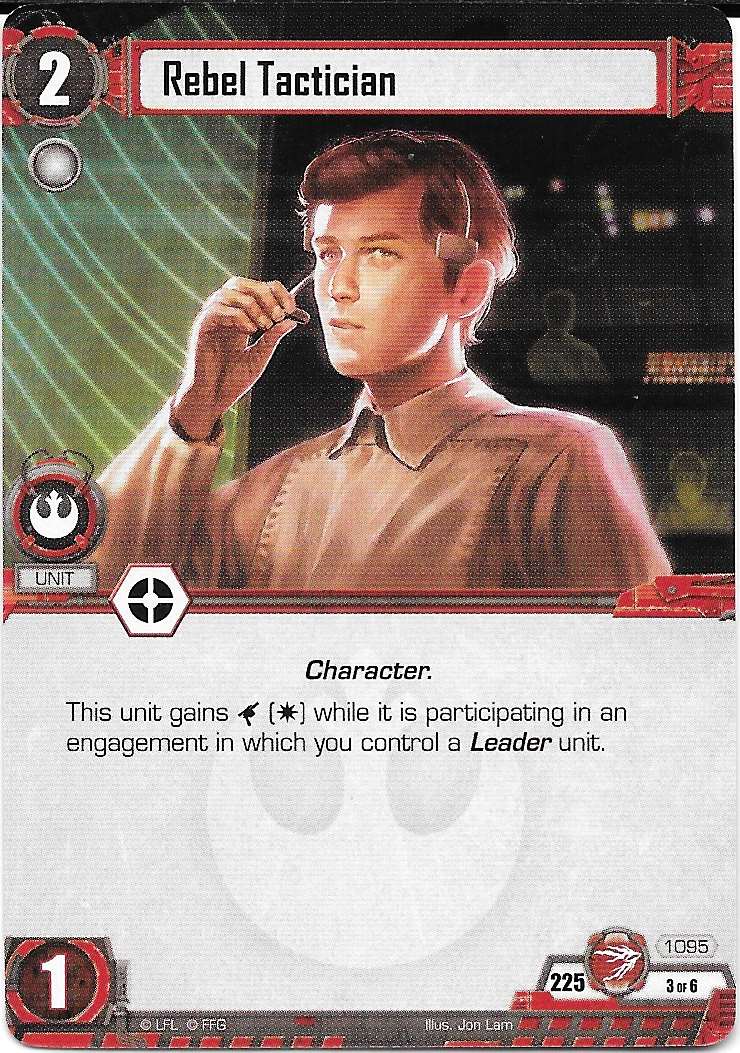 2
Rebel Tactician
UNIT
Character.
This unit gains [✷] while it is participating in an
engagement in which you control a Leader unit.
1
1095
225
3 OF 6
© LFL © FFG
Illus. Jon Lam